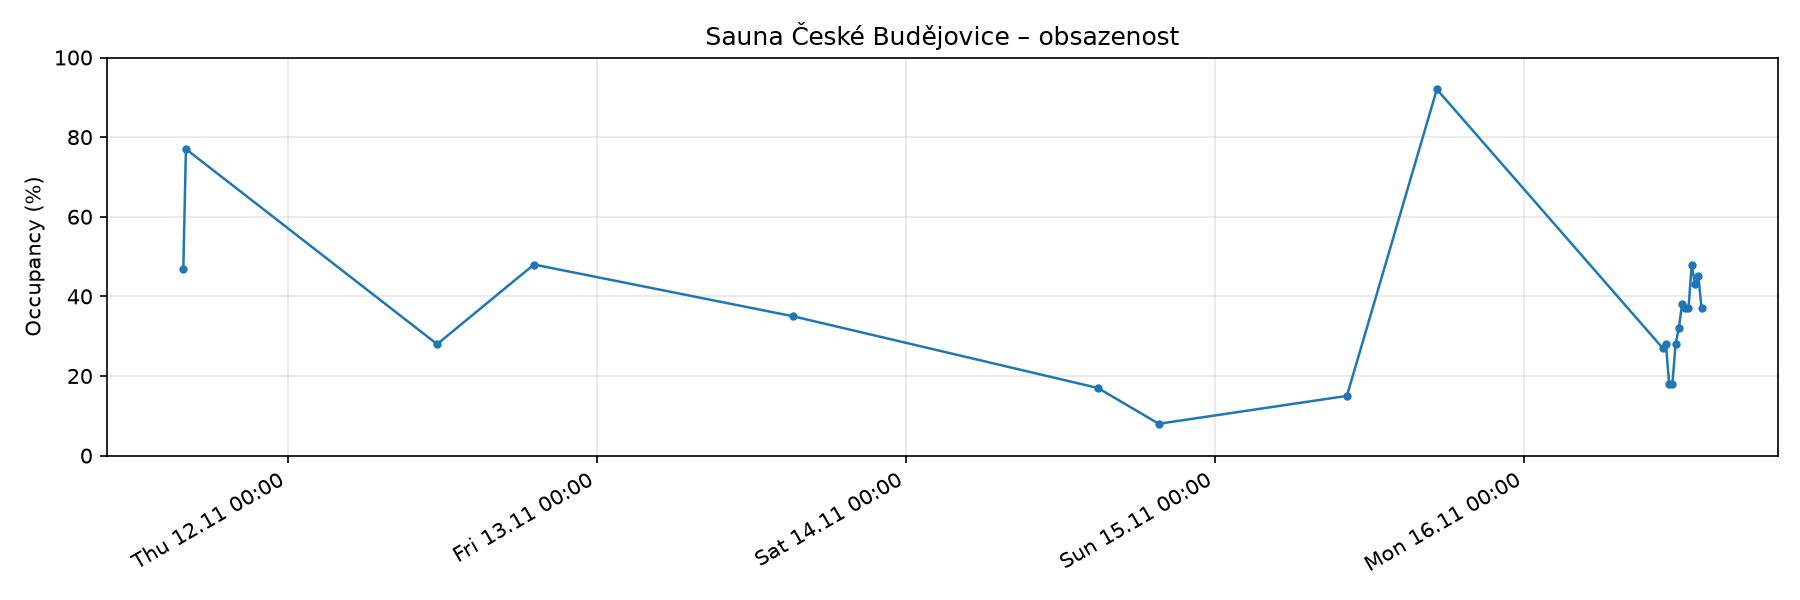 Sauna České Budějovice – obsazenost
Occupancy (%)
100
80
60
40
20
0
Thu 12.11 00:00
Fri 13.11 00:00
Sat 14.11 00:00
Sun 15.11 00:00
Mon 16.11 00:00